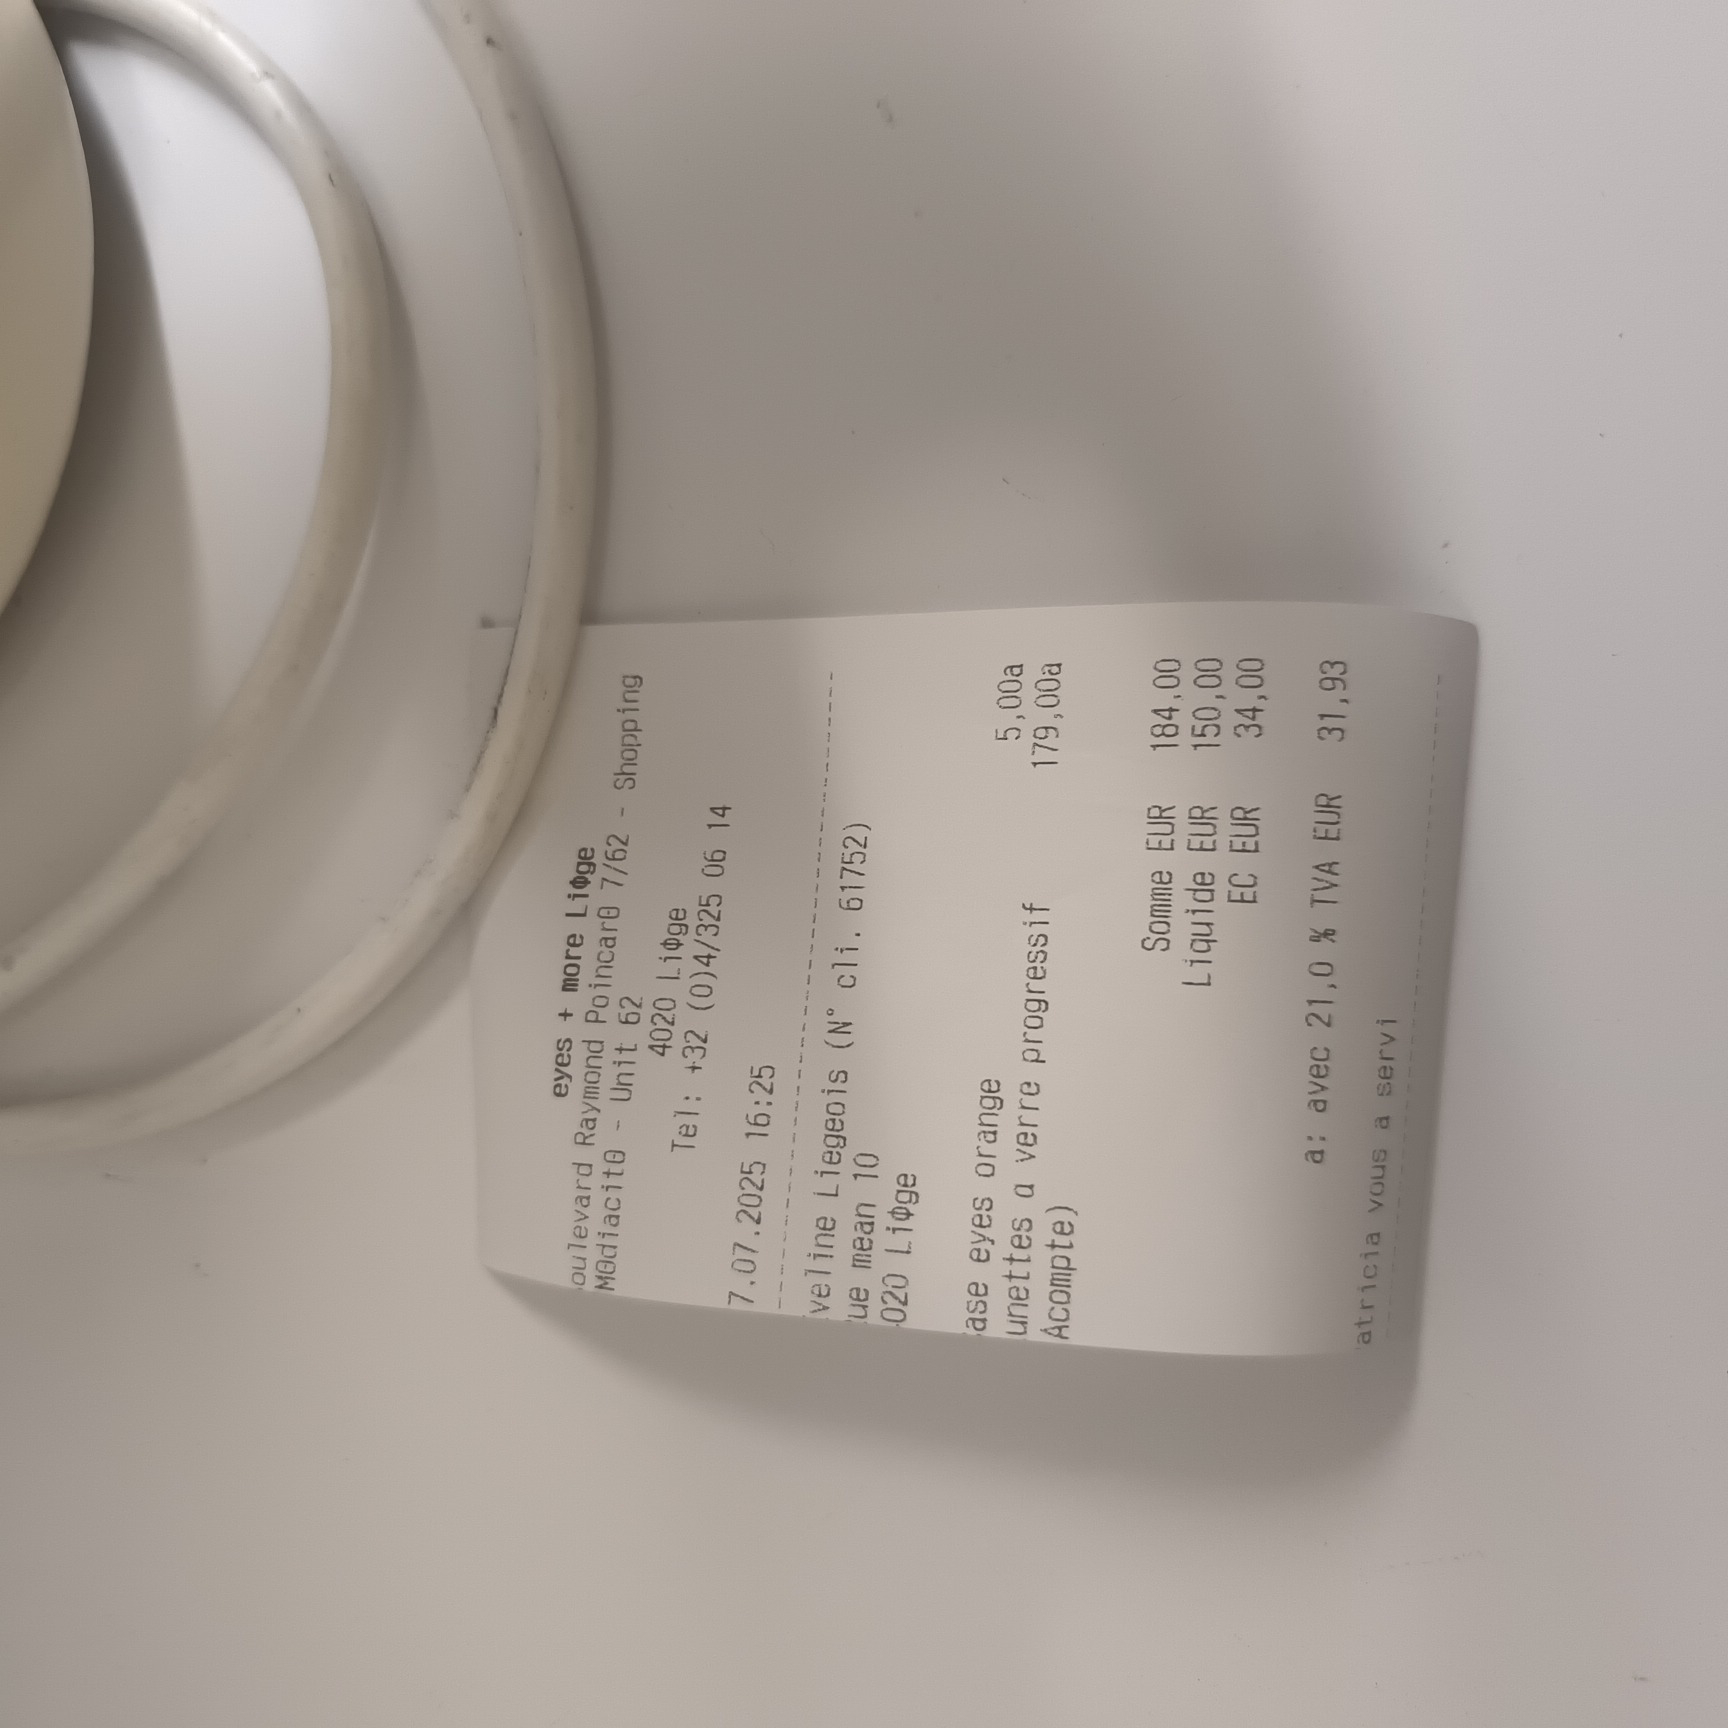 eyes + more LiΦge
oulevard Raymond Poincarθ 7/62 - Shopping
Mθdiacitθ - Unit 62
4020 LiΦge
Tel: +32 (0)4/325 06 14
7.07.2025 16:25
veline Liegeois (N° cli. 61752)
ue mean 10
020 LiΦge
ase eyes orange 5,00a
unettes a verre progressif 179,00a
Acompte)
Somme EUR 184,00
Liquide EUR 150,00
EC EUR 34,00
a: avec 21,0 % TVA EUR 31,93
atricia vous a servi